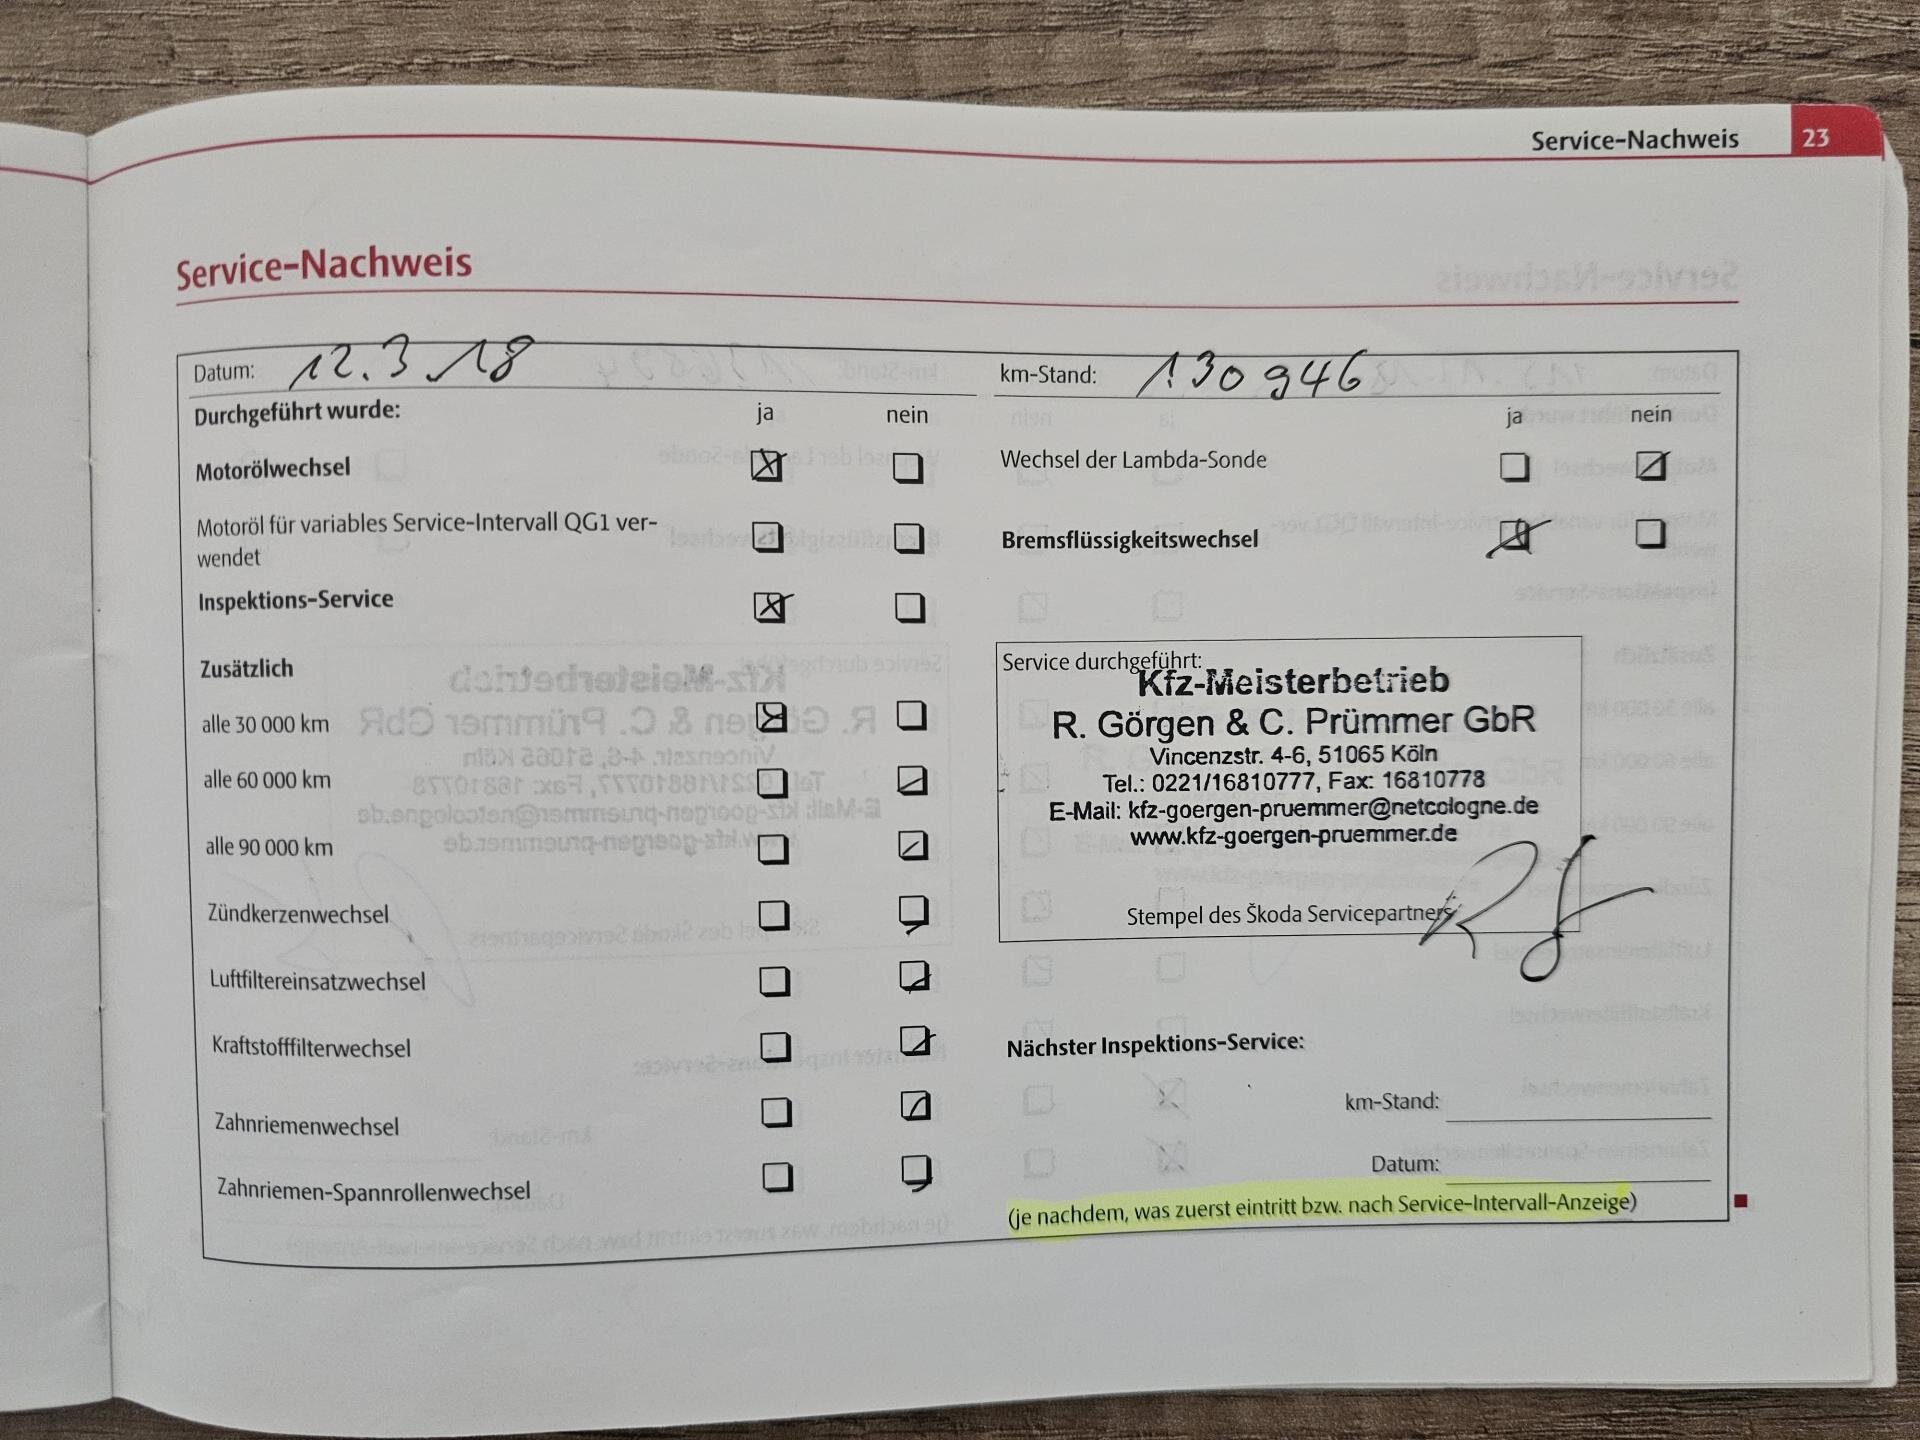 Service-Nachweis 23
Service-Nachweis
Datum: 12.3.18
km-Stand: 130946
Durchgeführt wurde: ja nein
ja nein
Motorölwechsel
Wechsel der Lambda-Sonde
Motoröl für variables Service-Intervall QG1 ver-
wendet
Bremsflüssigkeitswechsel
Inspektions-Service
Zusätzlich
alle 30 000 km
alle 60 000 km
alle 90 000 km
Zündkerzenwechsel
Luftfiltereinsatzwechsel
Kraftstofffilterwechsel
Zahnriemenwechsel
Zahnriemen-Spannrollenwechsel
Service durchgeführt:
Kfz-Meisterbetrieb
R. Görgen & C. Prümmer GbR
Vincenzstr. 4-6, 51065 Köln
Tel.: 0221/16810777, Fax: 16810778
E-Mail: kfz-goergen-pruemmer@netcologne.de
www.kfz-goergen-pruemmer.de
Stempel des Škoda Servicepartners
Nächster Inspektions-Service:
km-Stand:
Datum:
(je nachdem, was zuerst eintritt bzw. nach Service-Intervall-Anzeige)